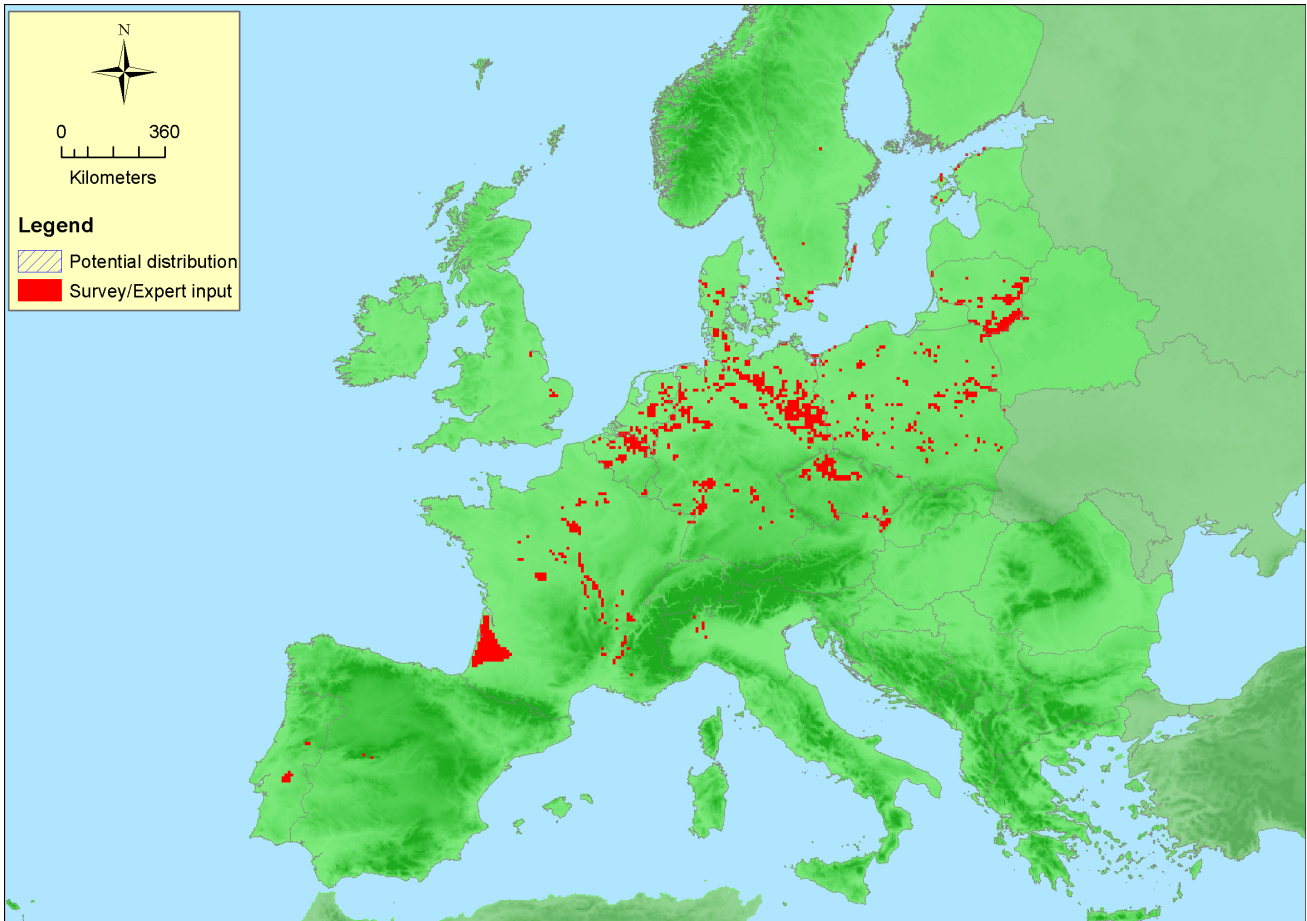 N
0 360
Kilometers
Legend
Potential distribution
Survey/Expert input